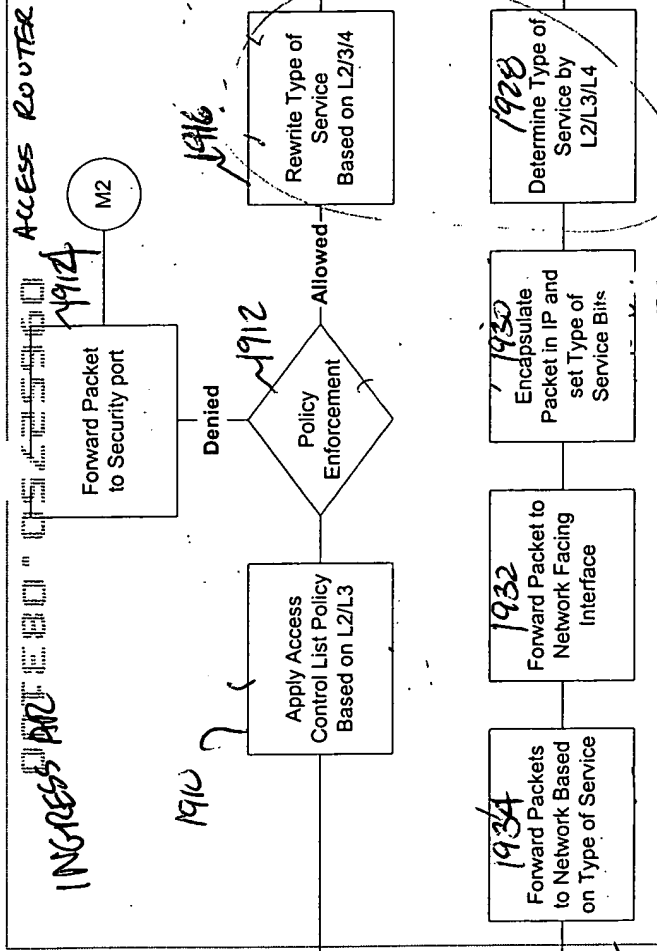 INGRESS AR
ACCESS ROUTER
1914
Forward Packet
to Security port
M2
Denied
1912
Policy
Enforcement
Allowed
1910
Apply Access
Control List Policy
Based on L2/L3
1916
Rewrite Type of
Service
Based on L2/3/4
1934
Forward Packets
to Network Based
on Type of Service
1932
Forward Packet to
Network Facing
Interface
1930
Encapsulate
Packet in IP and
set Type of
Service Bits
1928
Determine Type of
Service by
L2/L3/L4